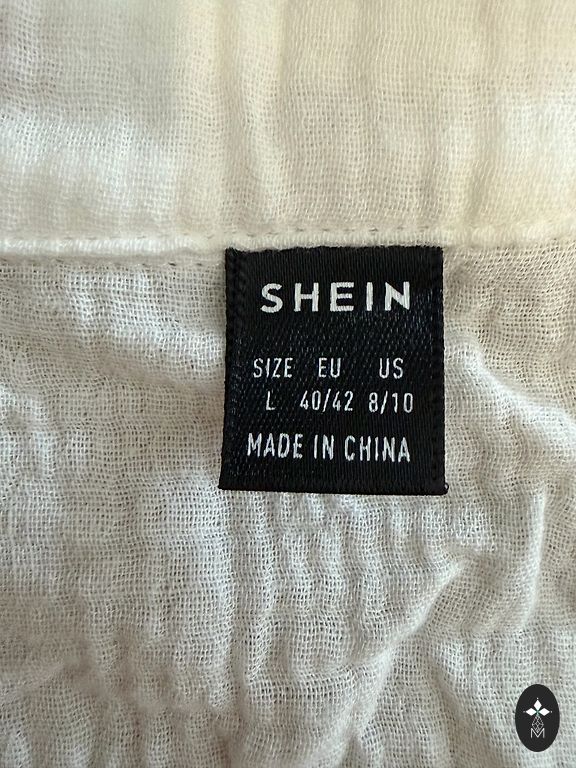 SHEIN
SIZE EU US
L 40/42 8/10
MADE IN CHINA